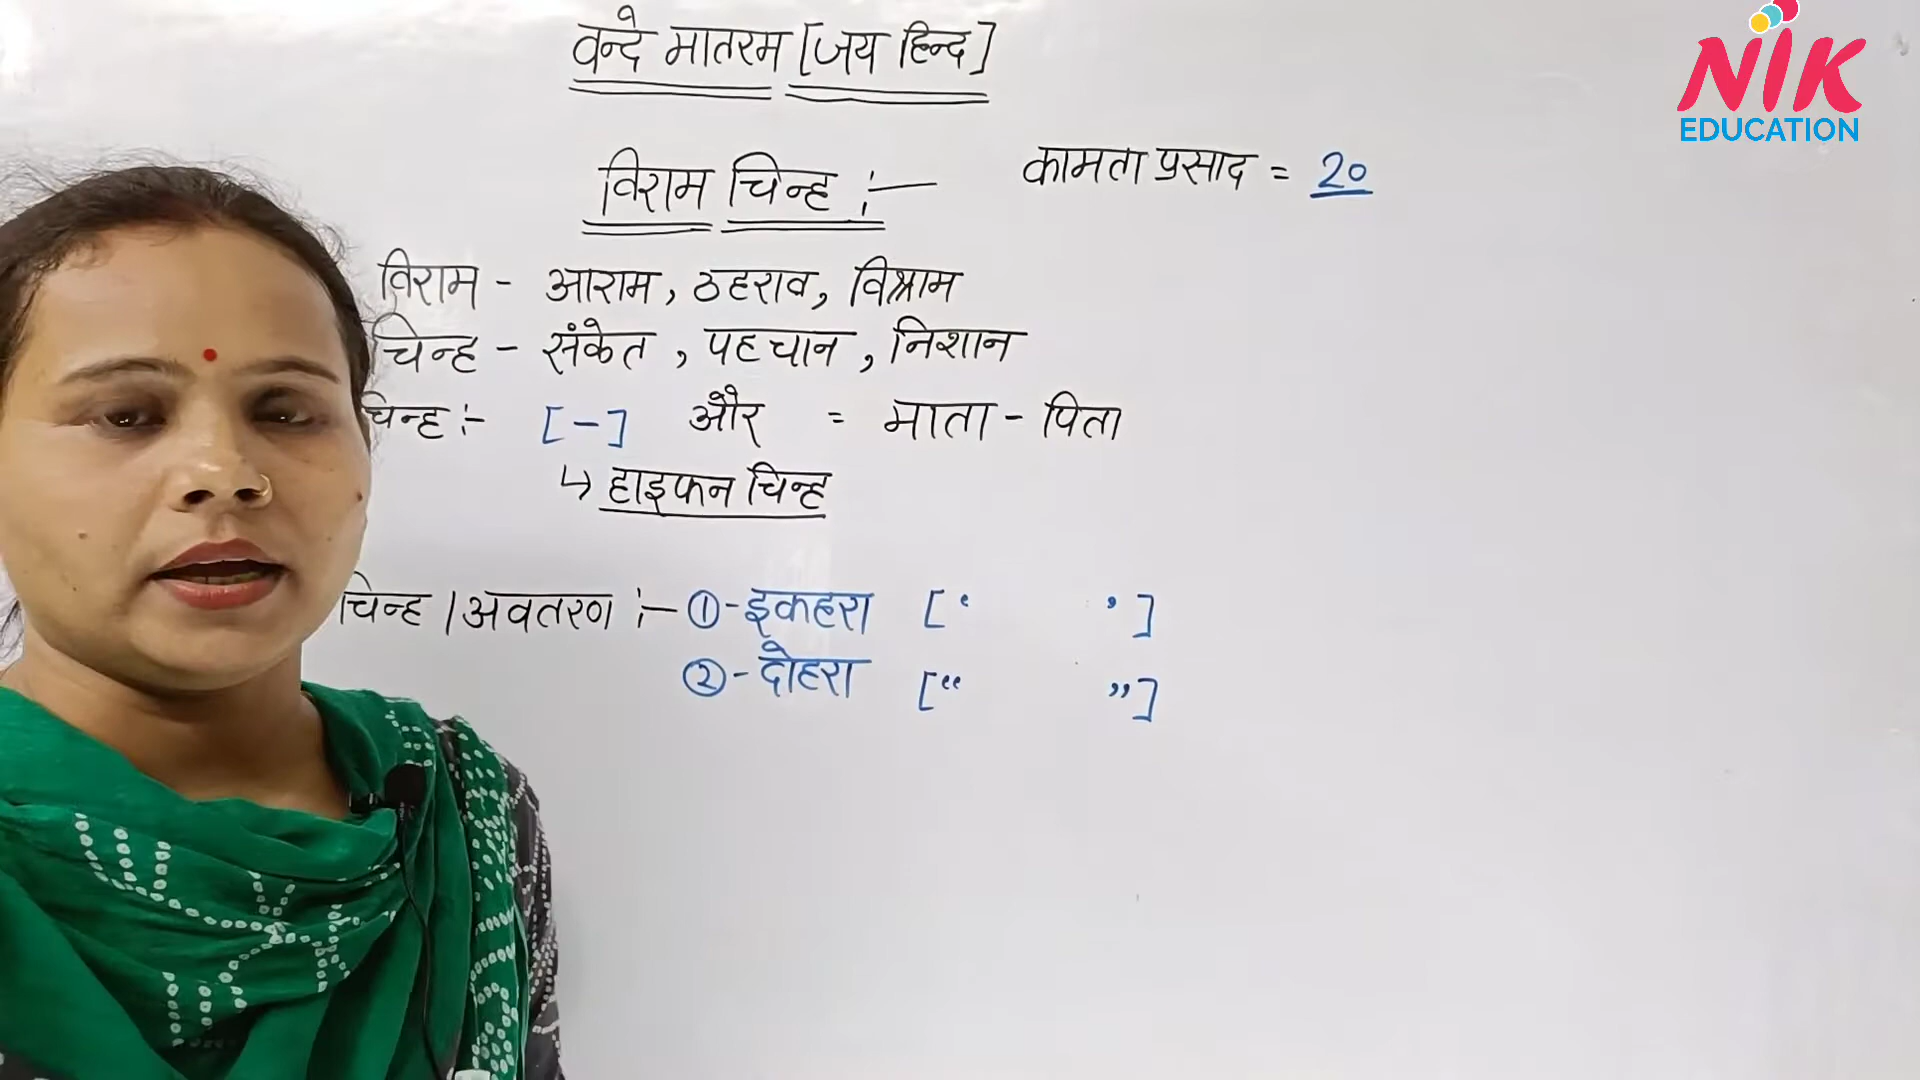 वन्दे मातरम [जय हिन्द]
NIK
EDUCATION
विराम चिन्ह :—
कामता प्रसाद = 20
विराम - आराम, ठहराव, विश्राम
चिन्ह - संकेत, पहचान, निशान
चिन्ह :- [-] और = माता - पिता
↳ हाइफन चिन्ह
चिन्ह । अवतरण :— ① - इकहरा [‘ ’]
② - दोहरा [“ ”]